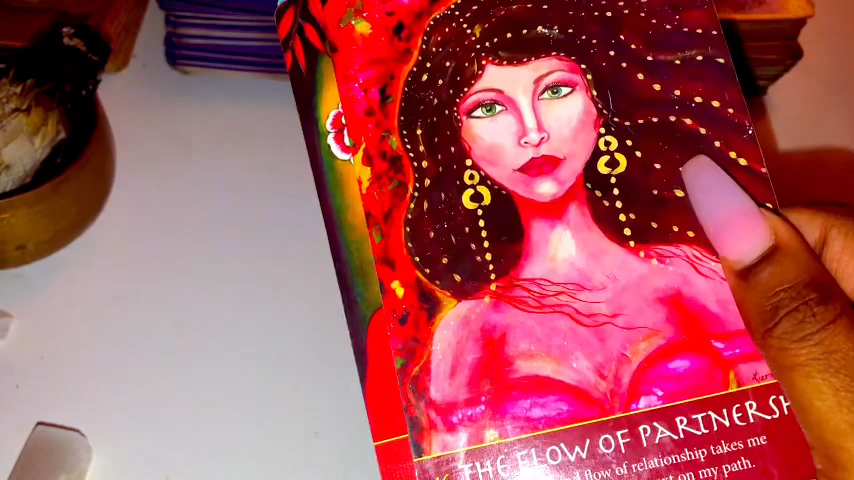 THE FLOW OF PARTNERSH
flow of relationship takes me
on my path.